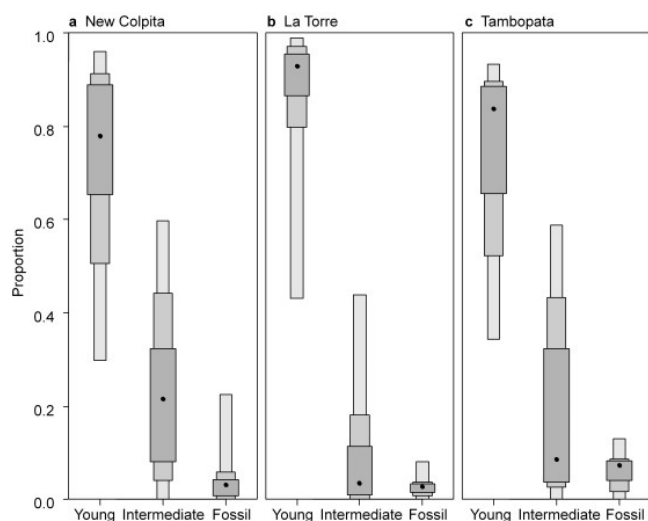 a New Colpita
b La Torre
c Tambopata
Proportion
1.0
0.8
0.6
0.4
0.2
0.0
Young Intermediate Fossil
Young Intermediate Fossil
Young Intermediate Fossil